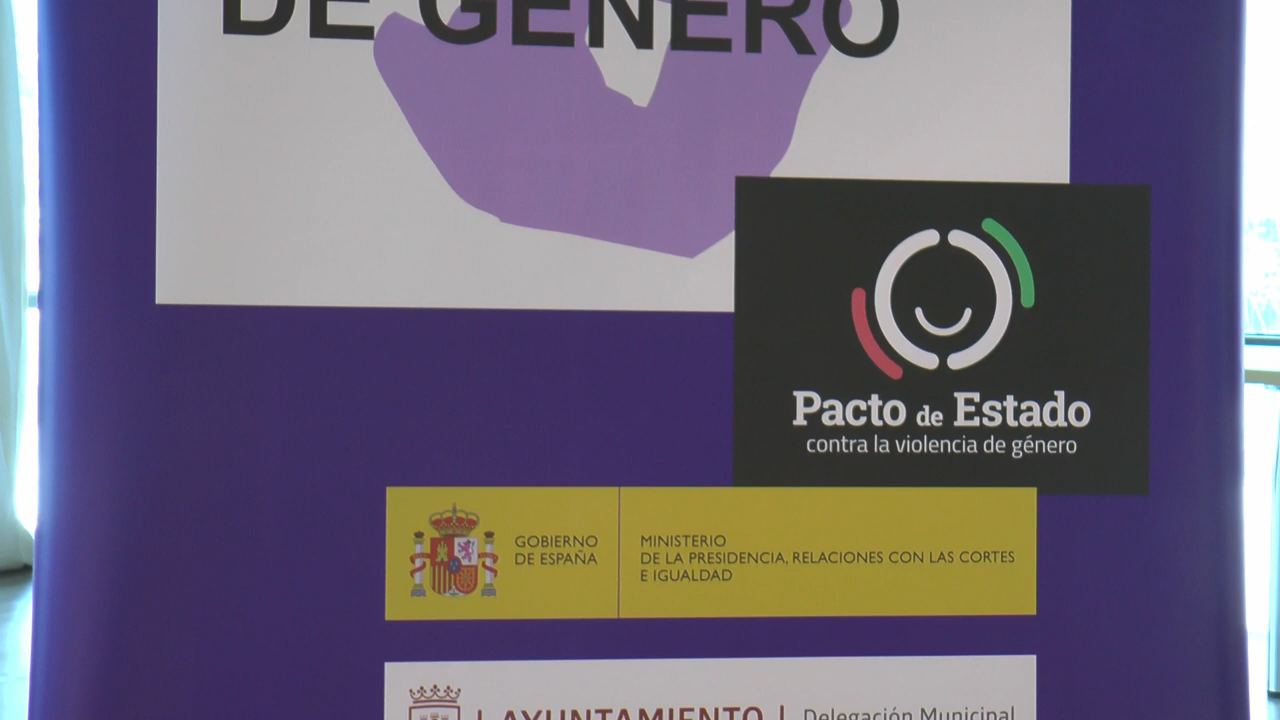 DE GÉNERO
Pacto de Estado
contra la violencia de género
GOBIERNO
DE ESPAÑA
MINISTERIO
DE LA PRESIDENCIA, RELACIONES CON LAS CORTES
E IGUALDAD
AYUNTAMIENTO
Delegación Municipal